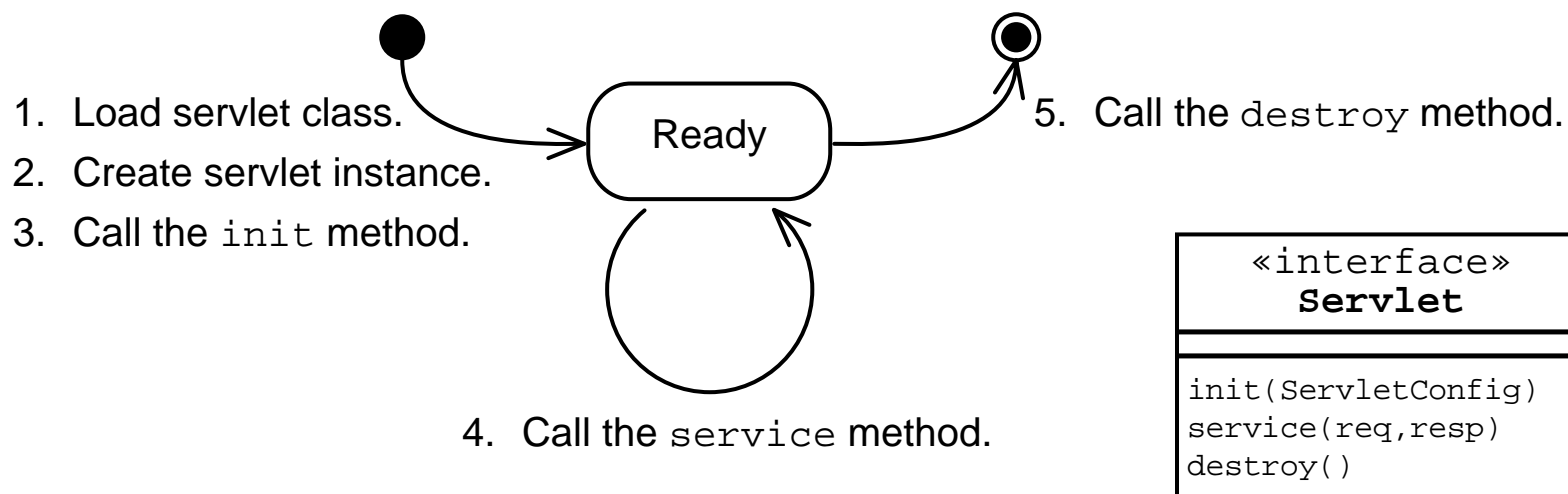 1. Load servlet class.
2. Create servlet instance.
3. Call the init method.
Ready
5. Call the destroy method.
4. Call the service method.
«interface»
Servlet
init(ServletConfig)
service(req,resp)
destroy()